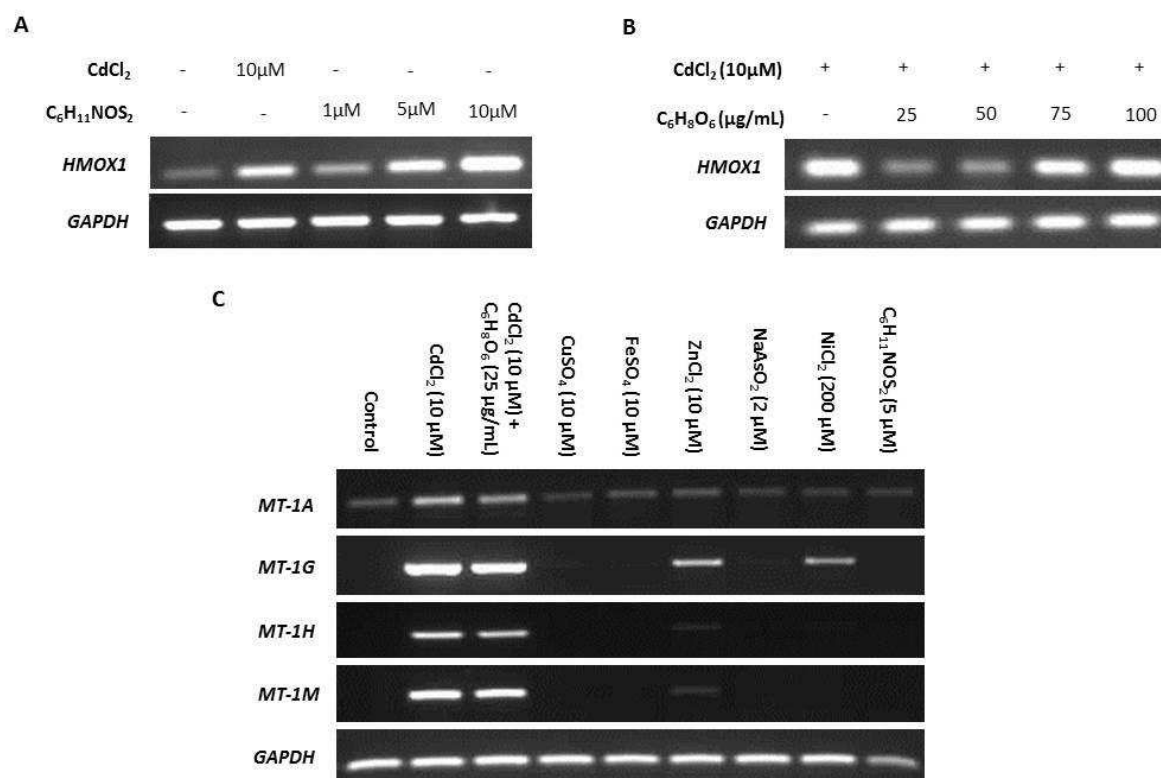 A
CdCl₂ - 10µM - - -
C₆H₁₁NOS₂ - - 1µM 5µM 10µM
HMOX1
GAPDH
B
CdCl₂ (10µM) + + + + +
C₆H₈O₆ (µg/mL) - 25 50 75 100
HMOX1
GAPDH
C
Control
CdCl₂ (10 µM)
CdCl₂ (10 µM) +
C₆H₈O₆ (25 µg/mL)
CuSO₄ (10 µM)
FeSO₄ (10 µM)
ZnCl₂ (10 µM)
NaAsO₂ (2 µM)
NiCl₂ (200 µM)
C₆H₁₁NOS₂ (5 µM)
MT-1A
MT-1G
MT-1H
MT-1M
GAPDH